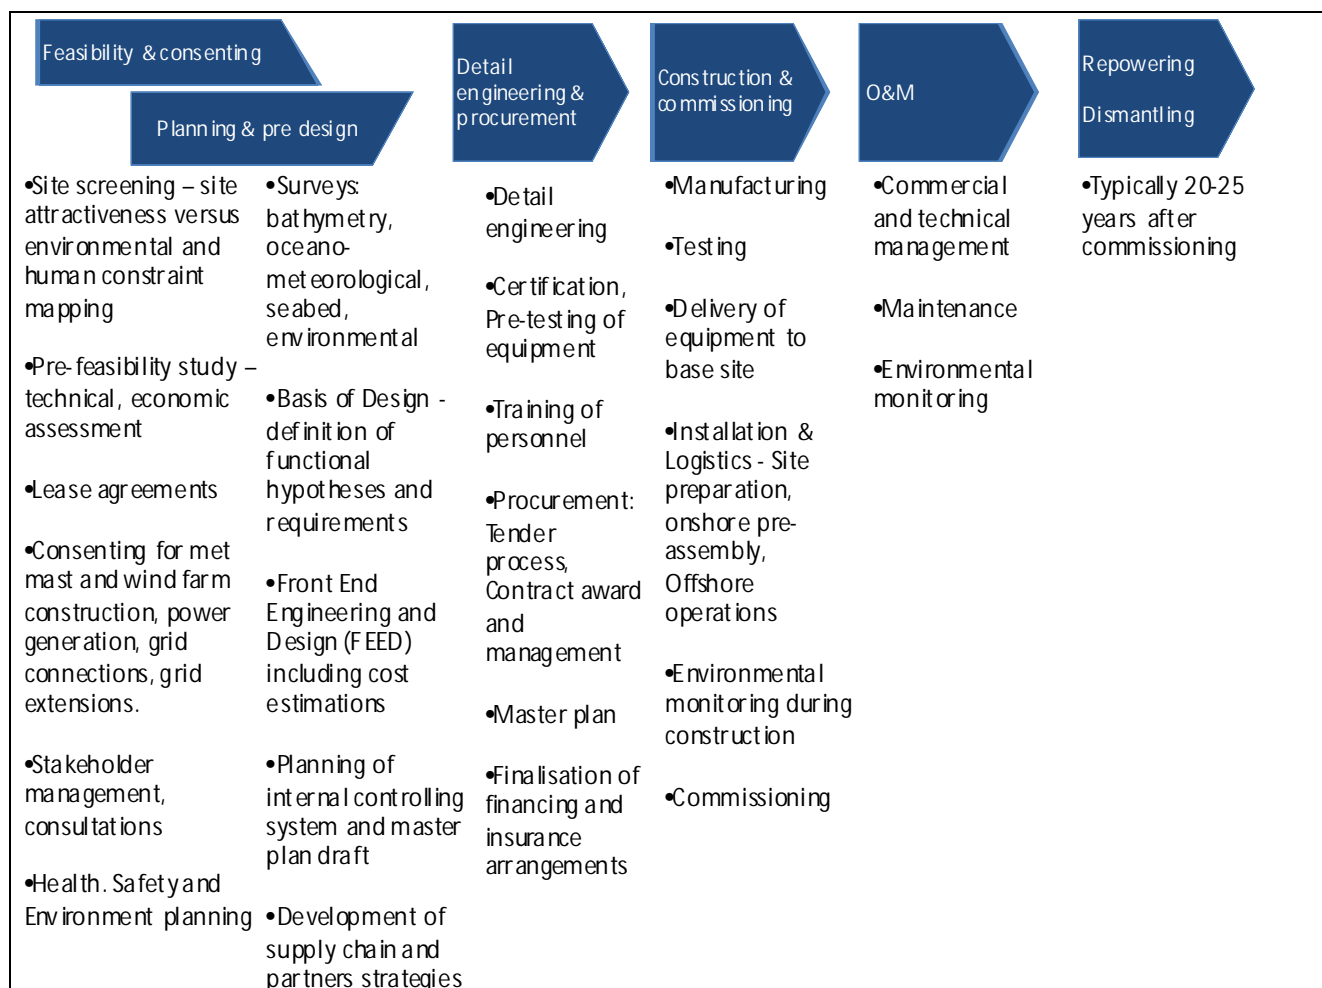 Feasibility & consenting
Planning & pre design
Detail
engineering &
procurement
Construction &
commissioning
O&M
Repowering
Dismantling
•Site screening – site
attractiveness versus
environmental and
human constraint
mapping
•Pre-feasibility study –
technical, economic
assessment
•Lease agreements
•Consenting for met
mast and wind farm
construction, power
generation, grid
connections, grid
extensions.
•Stakeholder
management,
consultations
•Health. Safety and
Environment planning
•Surveys:
bathymetry,
oceano-
meteorological,
seabed,
environmental
•Basis of Design -
definition of
functional
hypotheses and
requirements
•Front End
Engineering and
Design (FEED)
including cost
estimations
•Planning of
internal controlling
system and master
plan draft
•Development of
supply chain and
partners strategies
•Detail
engineering
•Certification,
Pre-testing of
equipment
•Training of
personnel
•Procurement:
Tender
process,
Contract award
and
management
•Master plan
•Finalisation of
financing and
insurance
arrangements
•Manufacturing
•Testing
•Delivery of
equipment to
base site
•Installation &
Logistics - Site
preparation,
onshore pre-
assembly,
Offshore
operations
•Environmental
monitoring during
construction
•Commissioning
•Commercial
and technical
management
•Maintenance
•Environmental
monitoring
•Typically 20-25
years after
commissioning